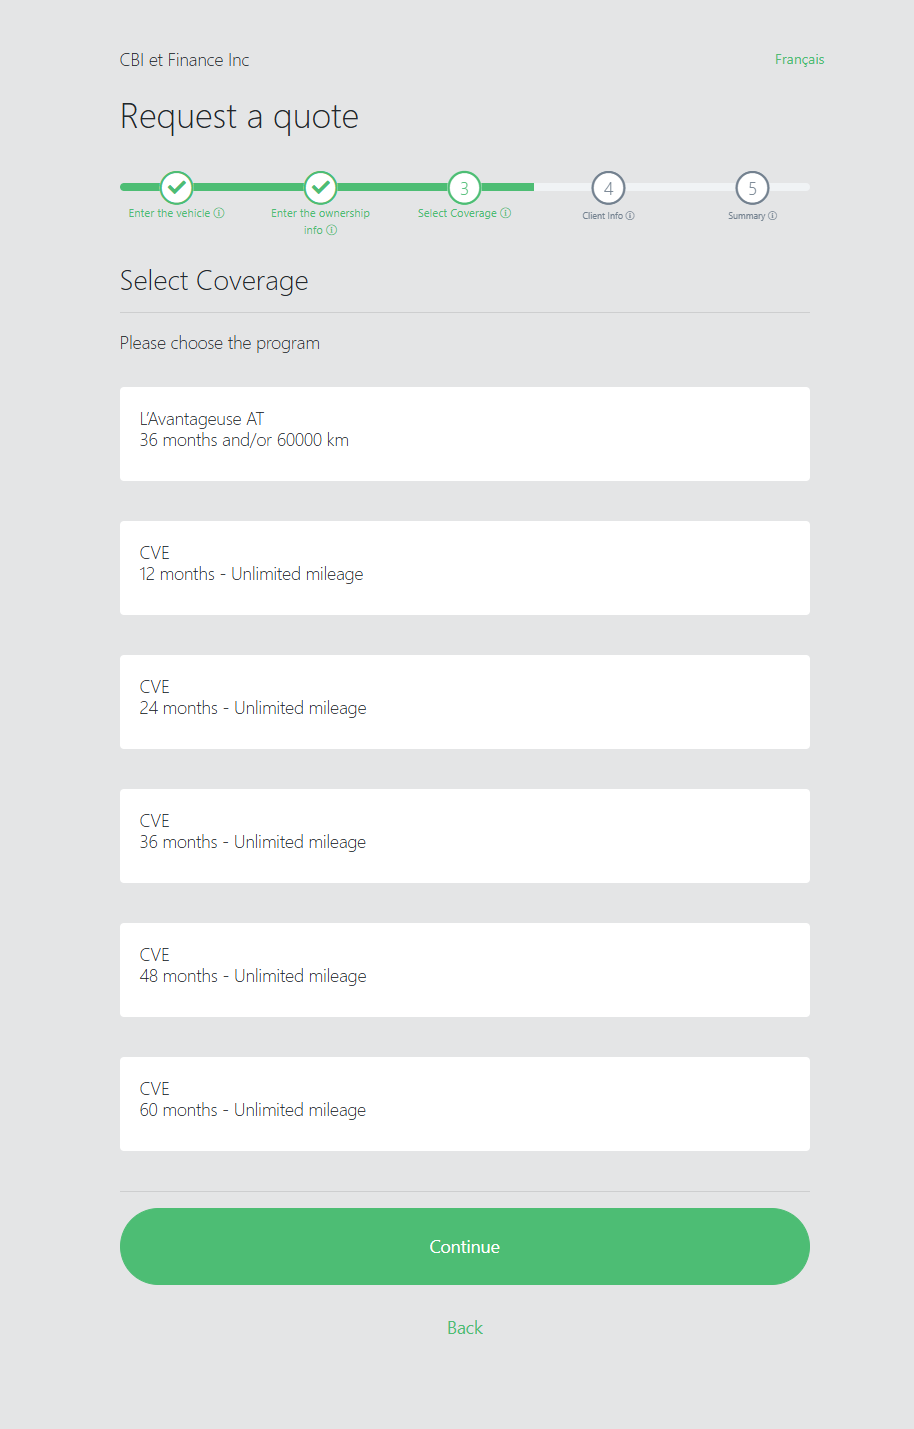 CBI et Finance Inc
Français
Request a quote
3
4
5
Enter the vehicle ⓘ
Enter the ownership
info ⓘ
Select Coverage ⓘ
Client Info ⓘ
Summary ⓘ
Select Coverage
Please choose the program
L'Avantageuse AT
36 months and/or 60000 km
CVE
12 months - Unlimited mileage
CVE
24 months - Unlimited mileage
CVE
36 months - Unlimited mileage
CVE
48 months - Unlimited mileage
CVE
60 months - Unlimited mileage
Continue
Back